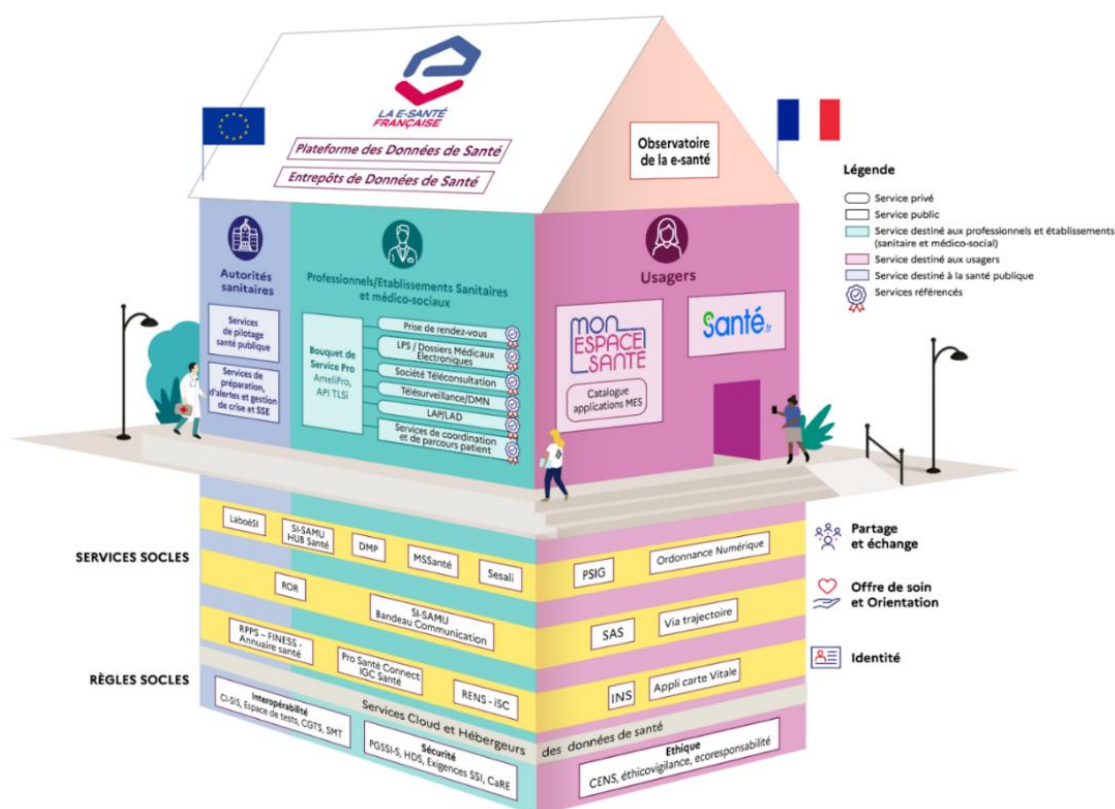 LA E-SANTÉ
FRANÇAISE
Plateforme des Données de Santé
Entrepôts de Données de Santé
Observatoire
de la e-santé
Légende
Service privé
Service public
Service destiné aux professionnels et établissements
(sanitaire et médico-social)
Service destiné aux usagers
Service destiné à la santé publique
Services référencés
Autorités
sanitaires
Services
de pilotage
santé publique
Services de
préparation,
d'alertes et gestion
de crise et SSE
Professionnels/Etablissements Sanitaires
et médico-sociaux
Bouquet de
Service Pro
AmeliPro,
API TLSi
Prise de rendez-vous
LPS / Dossiers Médicaux
Électroniques
Société Téléconsultation
Télésurveillance/DMN
LAP/LAD
Services de coordination
et de parcours patient
Usagers
MON
ESPACE
SANTÉ
Catalogue
applications MES
Santé.fr
SERVICES SOCLES
LaboéSI
SI-SAMU
HUB Santé
DMP
MSSanté
Sesali
PSIG
Ordonnance Numérique
Partage
et échange
ROR
SI-SAMU
Bandeau Communication
SAS
Via trajectoire
Offre de soin
et Orientation
RPPS – FINESS -
Annuaire santé
Pro Santé Connect
IGC Santé
RENS - iSC
INS
Appli carte Vitale
Identité
RÈGLES SOCLES
Services Cloud et Hébergeurs des données de santé
Interopérabilité
CI-SIS, Espace de tests, CGTS, SMT
Sécurité
PGSSI-S, HDS, Exigences SSI, CaRE
Ethique
CENS, éthicovigilance, ecoresponsabilité